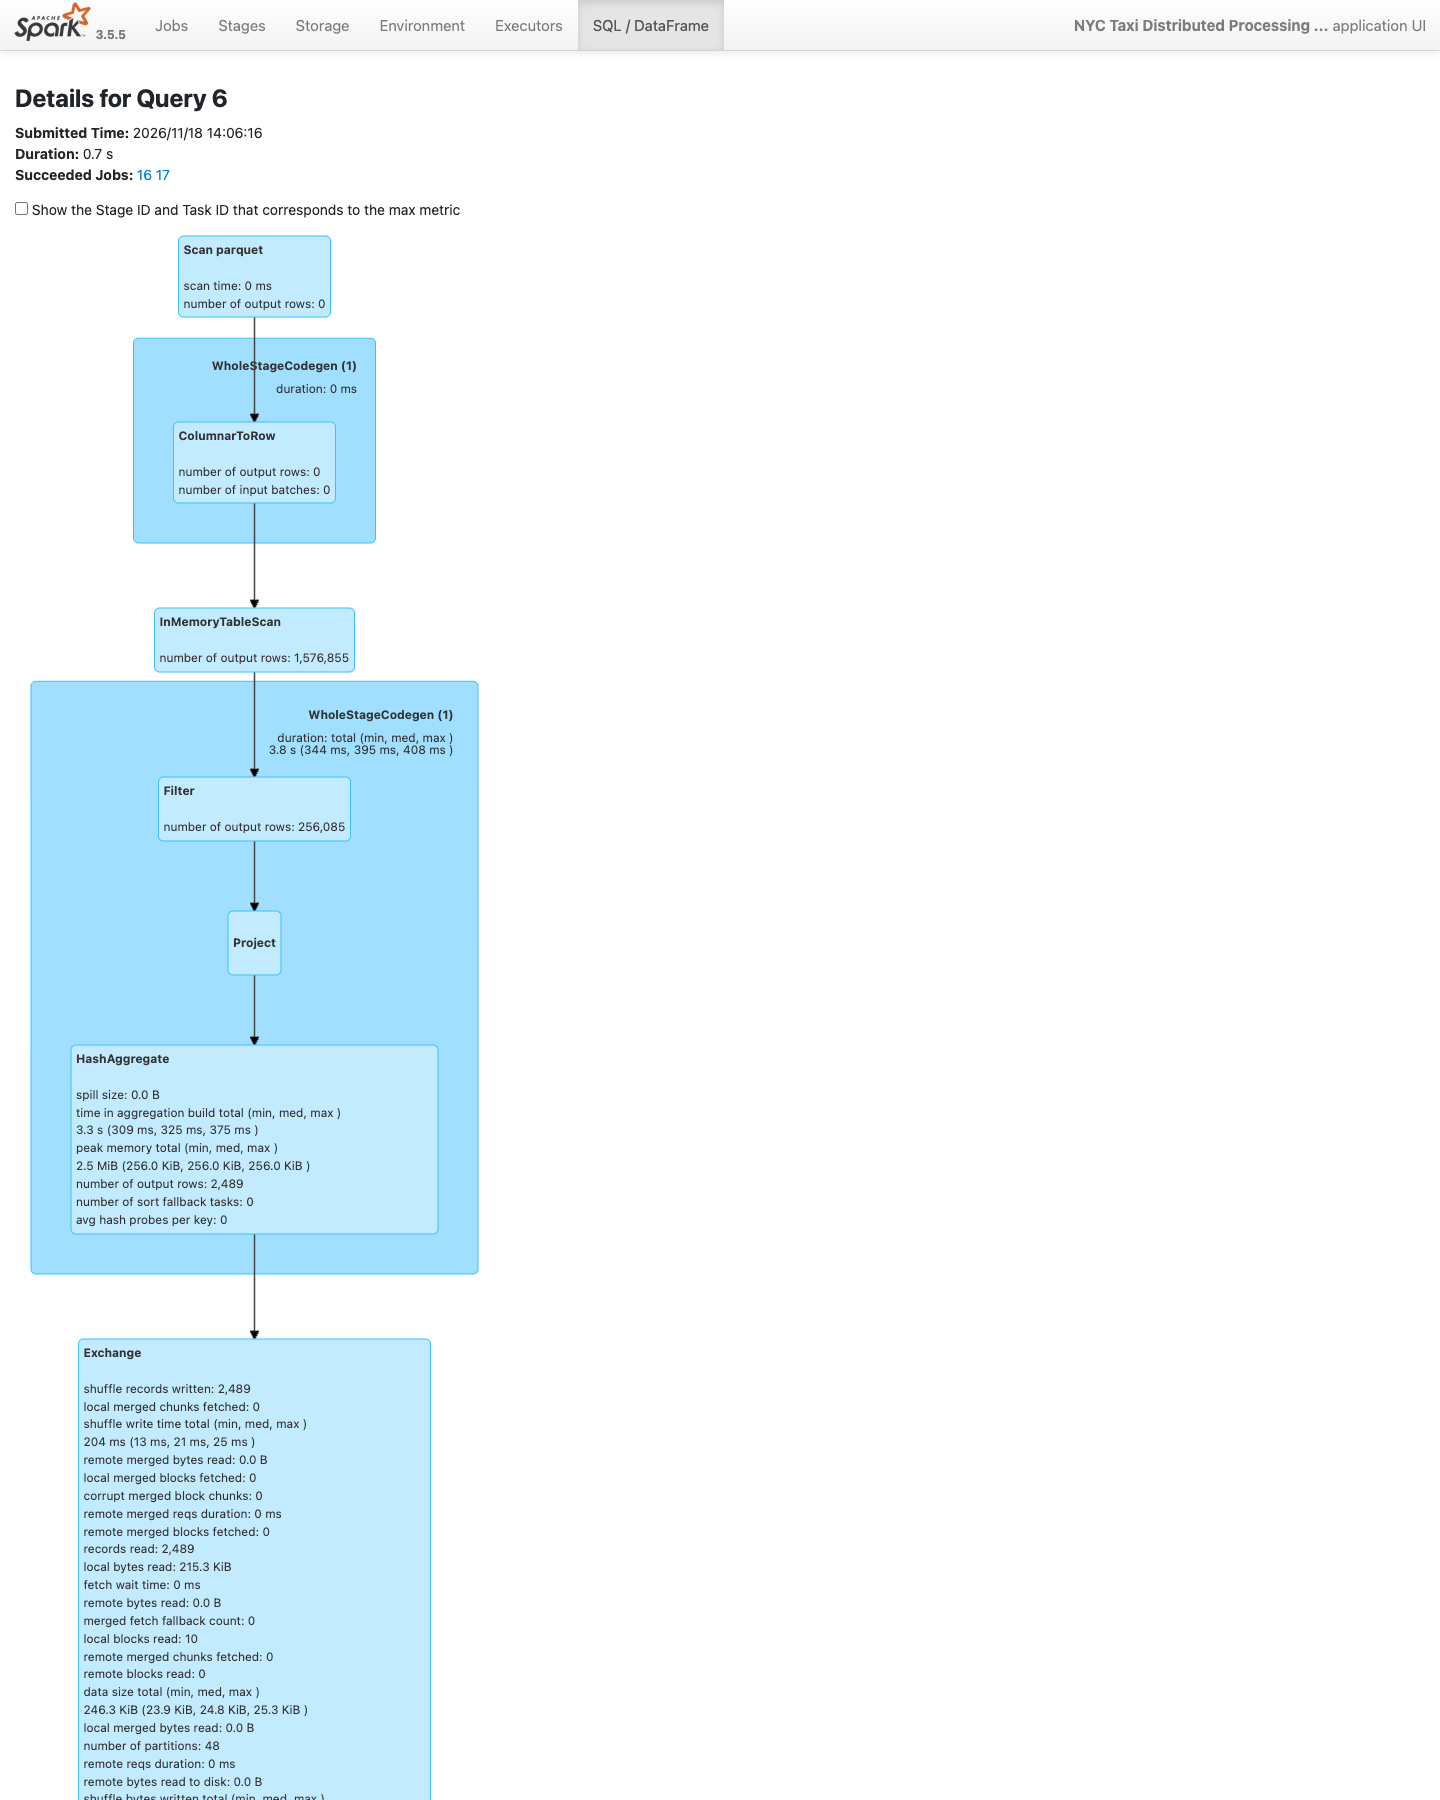 APACHE
Spark 3.5.5 Jobs Stages Storage Environment Executors SQL / DataFrame NYC Taxi Distributed Processing ... application UI
Details for Query 6
Submitted Time: 2026/11/18 14:06:16
Duration: 0.7 s
Succeeded Jobs: 16 17
Show the Stage ID and Task ID that corresponds to the max metric
Scan parquet
scan time: 0 ms
number of output rows: 0
WholeStageCodegen (1)
duration: 0 ms
ColumnarToRow
number of output rows: 0
number of input batches: 0
InMemoryTableScan
number of output rows: 1,576,855
WholeStageCodegen (1)
duration: total (min, med, max )
3.8 s (344 ms, 395 ms, 408 ms )
Filter
number of output rows: 256,085
Project
HashAggregate
spill size: 0.0 B
time in aggregation build total (min, med, max )
3.3 s (309 ms, 325 ms, 375 ms )
peak memory total (min, med, max )
2.5 MiB (256.0 KiB, 256.0 KiB, 256.0 KiB )
number of output rows: 2,489
number of sort fallback tasks: 0
avg hash probes per key: 0
Exchange
shuffle records written: 2,489
local merged chunks fetched: 0
shuffle write time total (min, med, max )
204 ms (13 ms, 21 ms, 25 ms )
remote merged bytes read: 0.0 B
local merged blocks fetched: 0
corrupt merged block chunks: 0
remote merged reqs duration: 0 ms
remote merged blocks fetched: 0
records read: 2,489
local bytes read: 215.3 KiB
fetch wait time: 0 ms
remote bytes read: 0.0 B
merged fetch fallback count: 0
local blocks read: 10
remote merged chunks fetched: 0
remote blocks read: 0
data size total (min, med, max )
246.3 KiB (23.9 KiB, 24.8 KiB, 25.3 KiB )
local merged bytes read: 0.0 B
number of partitions: 48
remote reqs duration: 0 ms
remote bytes read to disk: 0.0 B
shuffle bytes written total (min, med, max )